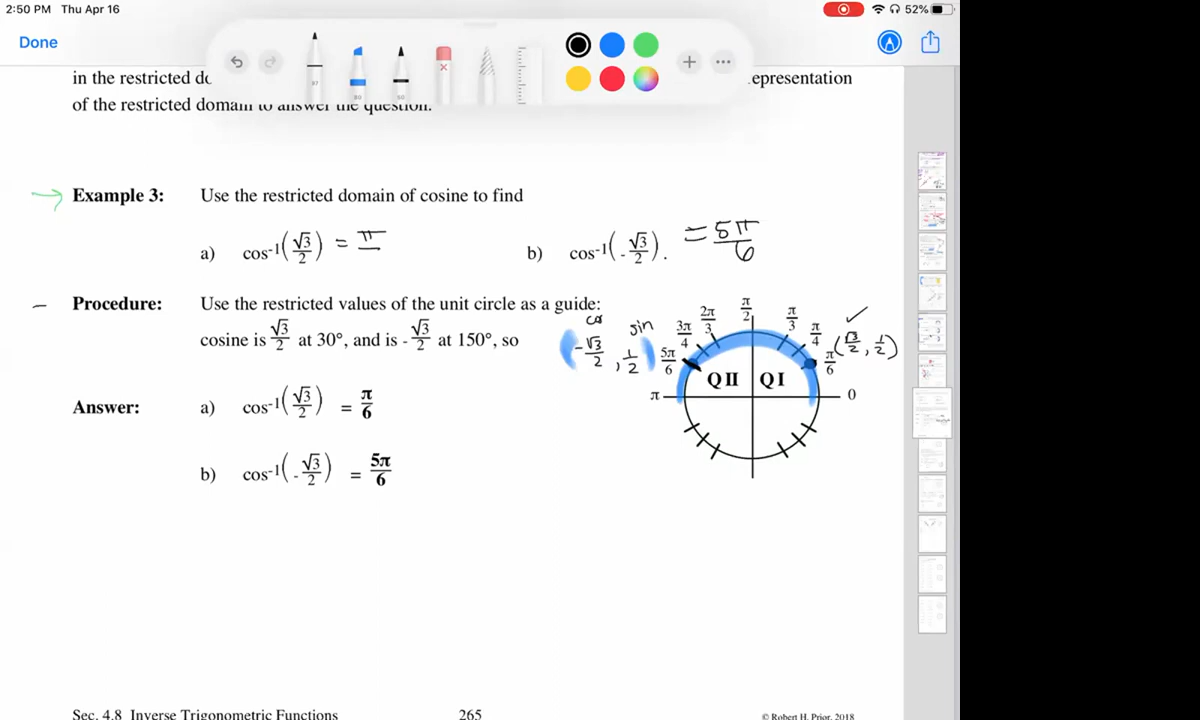 2:50 PM Thu Apr 16
52%
Done
in the restricted
epresentation
of the restricted domain to answer the question.
Example 3: Use the restricted domain of cosine to find
a) cos⁻¹(√3/2) = π
b) cos⁻¹(-√3/2). = 5π/6
Procedure: Use the restricted values of the unit circle as a guide:
cosine is √3/2 at 30°, and is -√3/2 at 150°, so
sin
(-√3/2, 1/2)
5π/6
3π/4
2π/3
π/2
π/3
π/4
π/6
(√3/2, 1/2)
Q II Q I
π
0
Answer: a) cos⁻¹(√3/2) = π/6
b) cos⁻¹(-√3/2) = 5π/6
Sec. 4.8 Inverse Trigonometric Functions
265
© Robert H. Prior, 2018